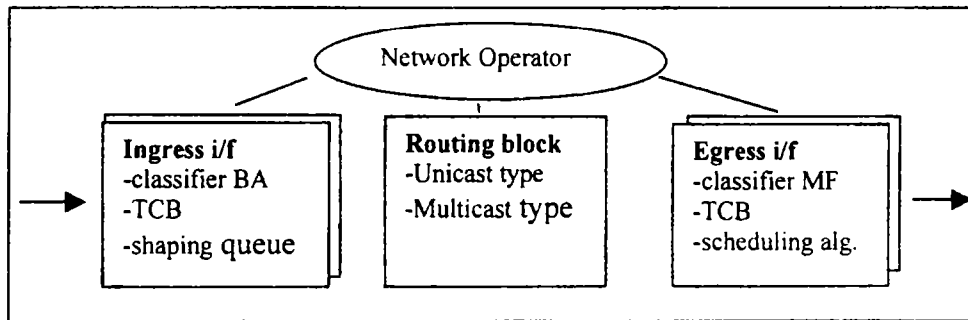 Network Operator
Ingress i/f
-classifier BA
-TCB
-shaping queue
Routing block
-Unicast type
-Multicast type
Egress i/f
-classifier MF
-TCB
-scheduling alg.